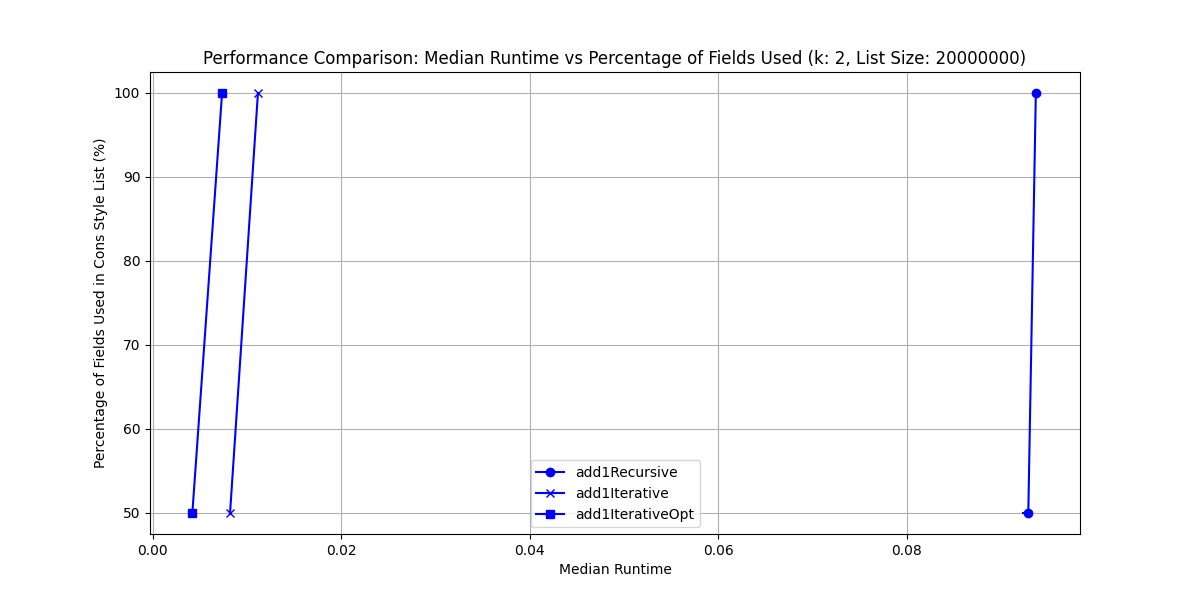 Performance Comparison: Median Runtime vs Percentage of Fields Used (k: 2, List Size: 20000000)
Percentage of Fields Used in Cons Style List (%)
100
90
80
70
60
50
add1Recursive
add1Iterative
add1IterativeOpt
0.00 0.02 0.04 0.06 0.08
Median Runtime